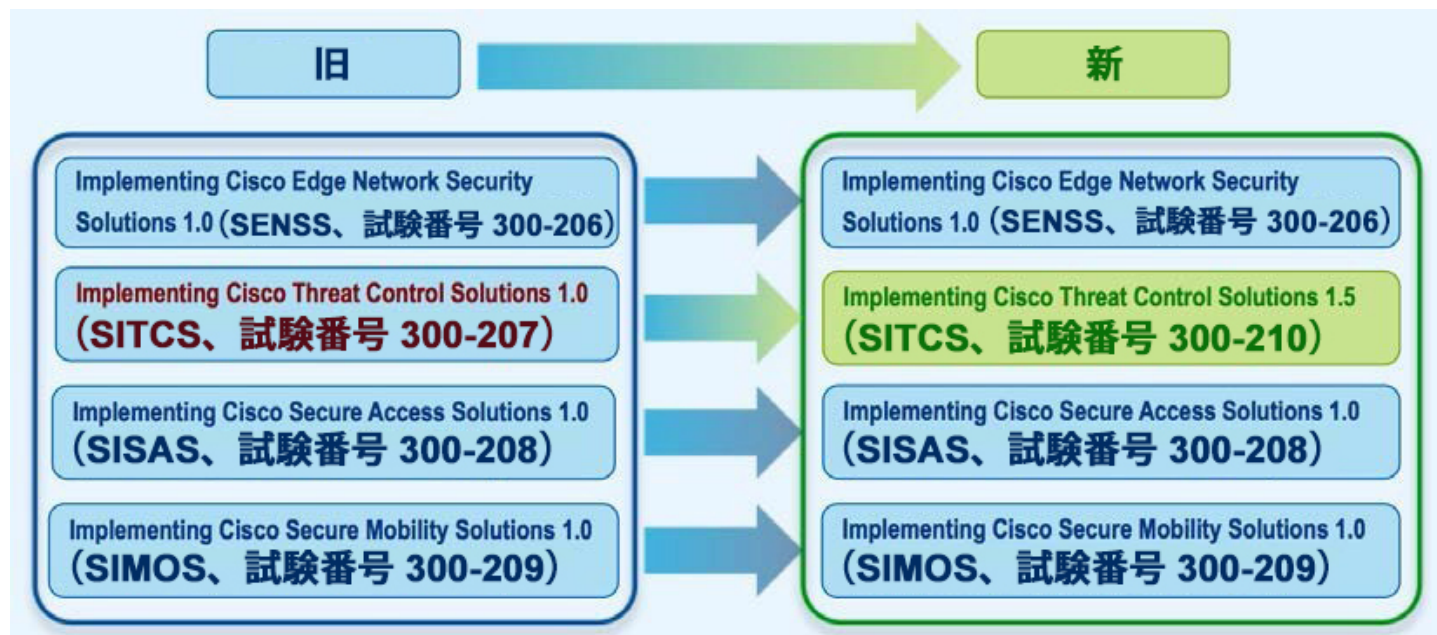 旧
新
Implementing Cisco Edge Network Security
Solutions 1.0 (SENSS、試験番号 300-206)
Implementing Cisco Threat Control Solutions 1.0
(SITCS、試験番号 300-207)
Implementing Cisco Secure Access Solutions 1.0
(SISAS、試験番号 300-208)
Implementing Cisco Secure Mobility Solutions 1.0
(SIMOS、試験番号 300-209)
Implementing Cisco Edge Network Security
Solutions 1.0 (SENSS、試験番号 300-206)
Implementing Cisco Threat Control Solutions 1.5
(SITCS、試験番号 300-210)
Implementing Cisco Secure Access Solutions 1.0
(SISAS、試験番号 300-208)
Implementing Cisco Secure Mobility Solutions 1.0
(SIMOS、試験番号 300-209)